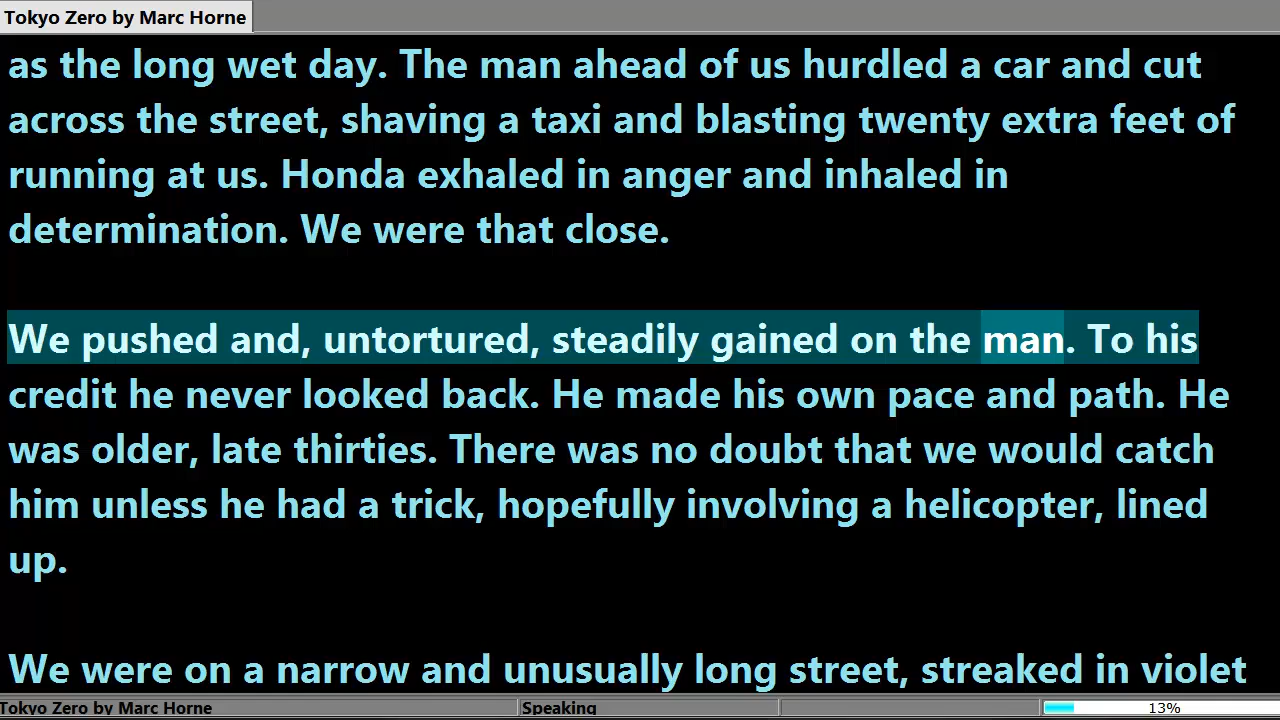 Tokyo Zero by Marc Horne
as the long wet day. The man ahead of us hurdled a car and cut
across the street, shaving a taxi and blasting twenty extra feet of
running at us. Honda exhaled in anger and inhaled in
determination. We were that close.
We pushed and, untortured, steadily gained on the man. To his
credit he never looked back. He made his own pace and path. He
was older, late thirties. There was no doubt that we would catch
him unless he had a trick, hopefully involving a helicopter, lined
up.
We were on a narrow and unusually long street, streaked in violet
Tokyo Zero by Marc Horne Speaking 13%